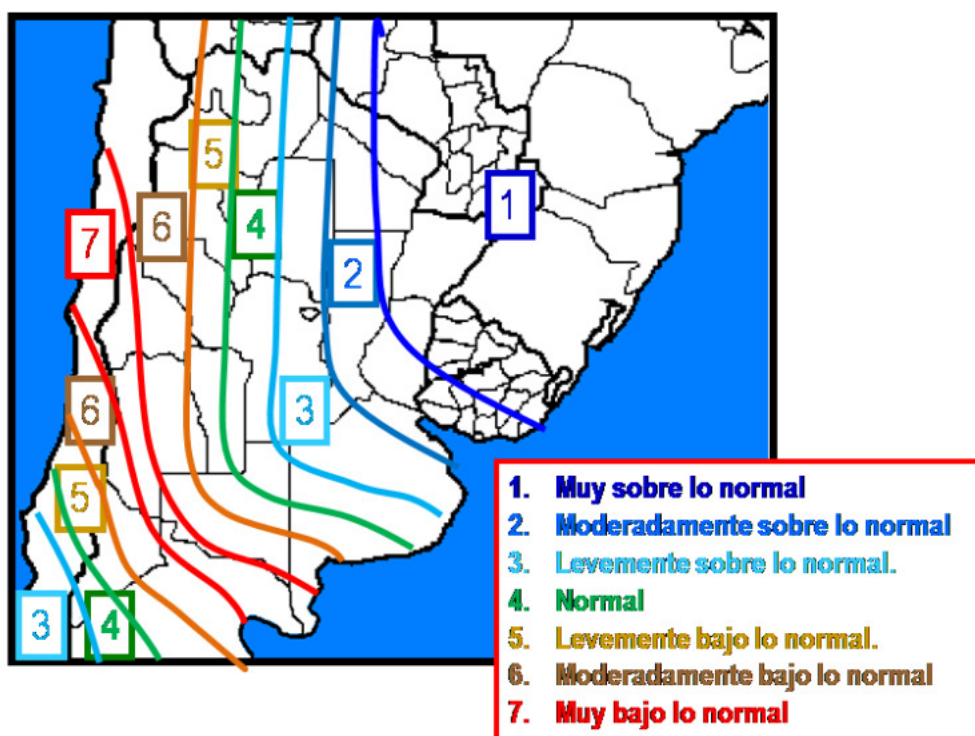 5
1
6
4
7
2
3
6
5
3
4
1. Muy sobre lo normal
2. Moderadamente sobre lo normal
3. Levemente sobre lo normal.
4. Normal
5. Levemente bajo lo normal.
6. Moderadamente bajo lo normal
7. Muy bajo lo normal